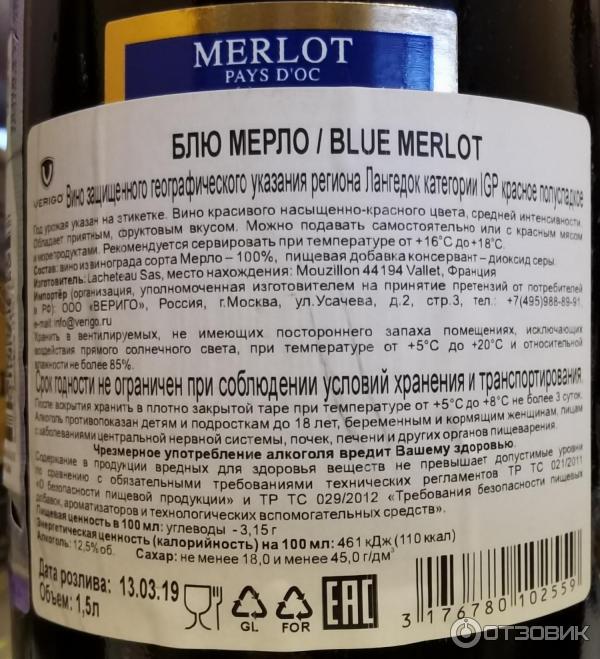 MERLOT
PAYS D'OC
БЛЮ МЕРЛО / BLUE MERLOT
VERIGO
Вино защищенного географического указания региона Лангедок категории IGP красное полусладкое
Год урожая указан на этикетке. Вино красивого насыщенно-красного цвета, средней интенсивности.
Обладает приятным, фруктовым вкусом. Можно подавать самостоятельно или с красным мясом
и морепродуктами. Рекомендуется сервировать при температуре от +16°С до+18°С.
Состав: вино из винограда сорта Мерло – 100%, пищевая добавка консервант – диоксид серы.
Изготовитель: Lacheteau Sas, место нахождения: Mouzillon 44194 Vallet, Франция
Импортёр (организация, уполномоченная изготовителем на принятие претензий от потребителей
в РФ): ООО «ВЕРИГО», Россия, г.Москва, ул.Усачева, д.2, стр.3, тел.: +7(495)988-89-91,
e-mail: info@verigo.ru
Хранить в вентилируемых, не имеющих постороннего запаха помещениях, исключающих
воздействия прямого солнечного света, при температуре от +5°С до +20°С и относительной
влажности не более 85%.
Срок годности не ограничен при соблюдении условий хранения и транспортирования.
После вскрытия хранить в плотно закрытой таре при температуре от +5°С до +8°С не более 3 суток.
Алкоголь противопоказан детям и подросткам до 18 лет, беременным и кормящим женщинам, лицам
с заболеваниями центральной нервной системы, почек, печени и других органов пищеварения.
Чрезмерное употребление алкоголя вредит Вашему здоровью.
Содержание в продукции вредных для здоровья веществ не превышает допустимые уровни
по сравнению с обязательными требованиями технических регламентов ТР ТС 021/2011
«О безопасности пищевой продукции» и ТР ТС 029/2012 «Требования безопасности пищевых
добавок, ароматизаторов и технологических вспомогательных средств».
Пищевая ценность в 100 мл: углеводы - 3,15г
Энергетическая ценность (калорийность) на 100 мл: 461 кДж (110 ккал)
Алкоголь: 12,5% об. Сахар: не менее 18,0 и менее 45,0 г/дм³
Дата розлива: 13.03.19
Объем: 1,5л
GL FOR
EAC
3 176780 102559
ОТЗОВИК